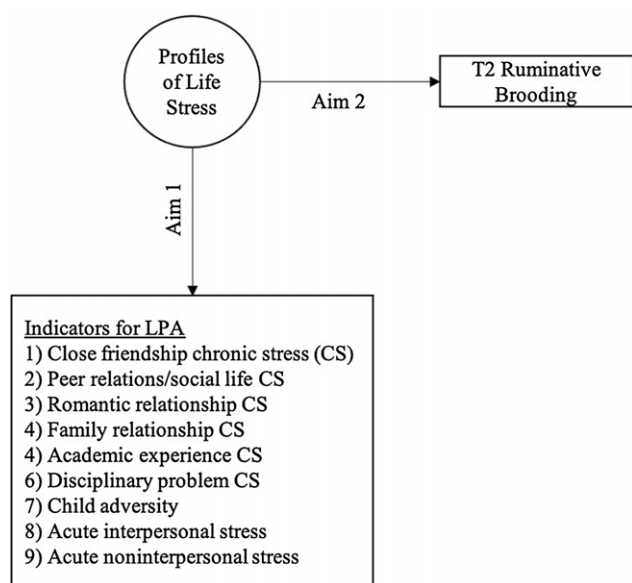 Profiles
of Life
Stress
Aim 2
T2 Ruminative
Brooding
Aim 1
Indicators for LPA
1) Close friendship chronic stress (CS)
2) Peer relations/social life CS
3) Romantic relationship CS
4) Family relationship CS
4) Academic experience CS
6) Disciplinary problem CS
7) Child adversity
8) Acute interpersonal stress
9) Acute noninterpersonal stress